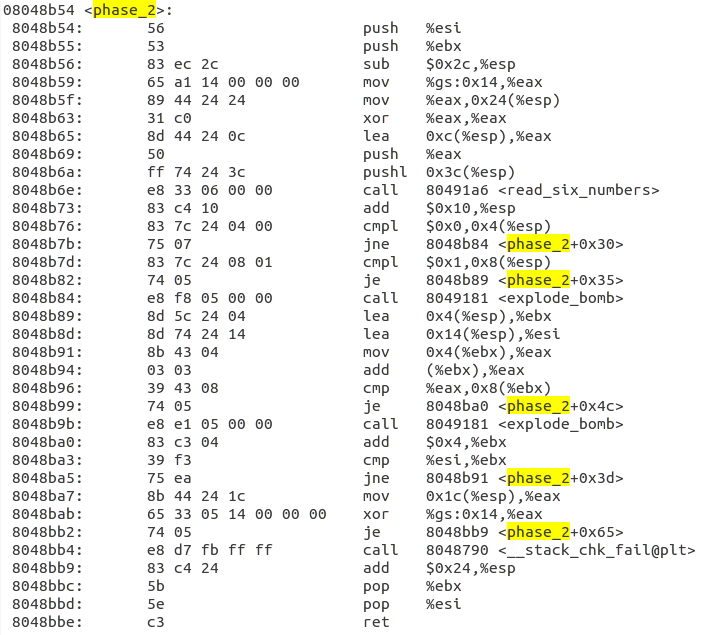 08048b54 <phase_2>:
8048b54: 56 push %esi
8048b55: 53 push %ebx
8048b56: 83 ec 2c sub $0x2c,%esp
8048b59: 65 a1 14 00 00 00 mov %gs:0x14,%eax
8048b5f: 89 44 24 24 mov %eax,0x24(%esp)
8048b63: 31 c0 xor %eax,%eax
8048b65: 8d 44 24 0c lea 0xc(%esp),%eax
8048b69: 50 push %eax
8048b6a: ff 74 24 3c pushl 0x3c(%esp)
8048b6e: e8 33 06 00 00 call 80491a6 <read_six_numbers>
8048b73: 83 c4 10 add $0x10,%esp
8048b76: 83 7c 24 04 00 cmpl $0x0,0x4(%esp)
8048b7b: 75 07 jne 8048b84 <phase_2+0x30>
8048b7d: 83 7c 24 08 01 cmpl $0x1,0x8(%esp)
8048b82: 74 05 je 8048b89 <phase_2+0x35>
8048b84: e8 f8 05 00 00 call 8049181 <explode_bomb>
8048b89: 8d 5c 24 04 lea 0x4(%esp),%ebx
8048b8d: 8d 74 24 14 lea 0x14(%esp),%esi
8048b91: 8b 43 04 mov 0x4(%ebx),%eax
8048b94: 03 03 add (%ebx),%eax
8048b96: 39 43 08 cmp %eax,0x8(%ebx)
8048b99: 74 05 je 8048ba0 <phase_2+0x4c>
8048b9b: e8 e1 05 00 00 call 8049181 <explode_bomb>
8048ba0: 83 c3 04 add $0x4,%ebx
8048ba3: 39 f3 cmp %esi,%ebx
8048ba5: 75 ea jne 8048b91 <phase_2+0x3d>
8048ba7: 8b 44 24 1c mov 0x1c(%esp),%eax
8048bab: 65 33 05 14 00 00 00 xor %gs:0x14,%eax
8048bb2: 74 05 je 8048bb9 <phase_2+0x65>
8048bb4: e8 d7 fb ff ff call 8048790 <__stack_chk_fail@plt>
8048bb9: 83 c4 24 add $0x24,%esp
8048bbc: 5b pop %ebx
8048bbd: 5e pop %esi
8048bbe: c3 ret